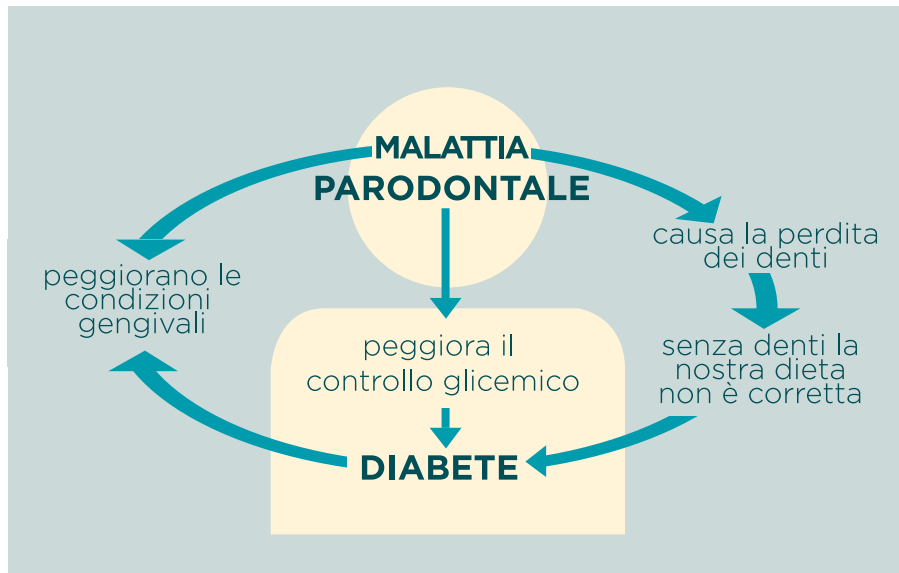 MALATTIA
PARODONTALE
causa la perdita
dei denti
peggiorano le
condizioni
gengivali
peggiora il
controllo glicemico
senza denti la
nostra dieta
non è corretta
DIABETE